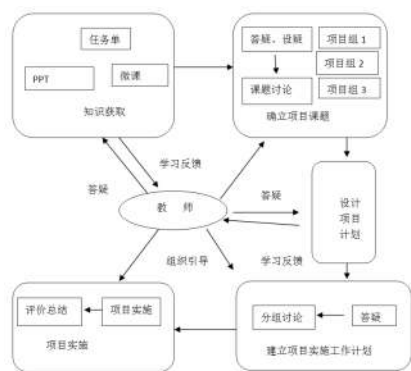 任务单
PPT
微课
知识获取
答疑、设疑
项目组 1
项目组 2
课题讨论
项目组 3
确立项目课题
学习反馈
答疑
教 师
答疑
设计
项目
计划
组织引导
学习反馈
评价总结
项目实施
项目实施
分组讨论
答疑
建立项目实施工作计划